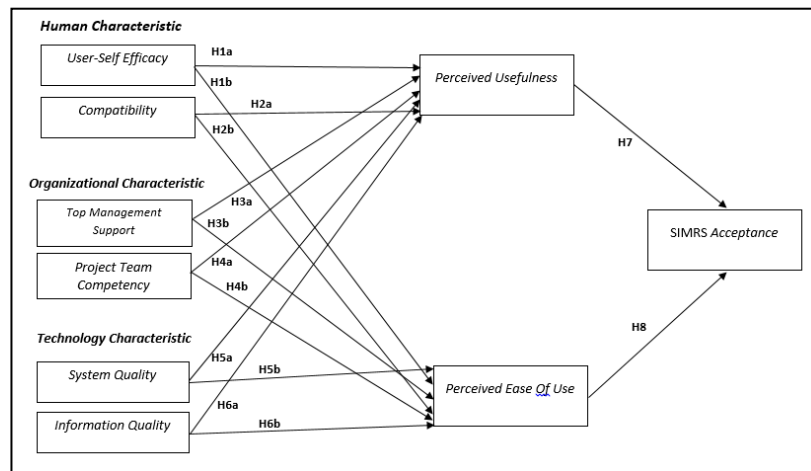 Human Characteristic
User-Self Efficacy
H1a
H1b
Perceived Usefulness
Compatibility
H2a
H2b
H7
Organizational Characteristic
Top Management
Support
H3a
H3b
SIMRS Acceptance
Project Team
Competency
H4a
H4b
Technology Characteristic
H8
System Quality
H5a
H5b
Perceived Ease Of Use
Information Quality
H6a
H6b